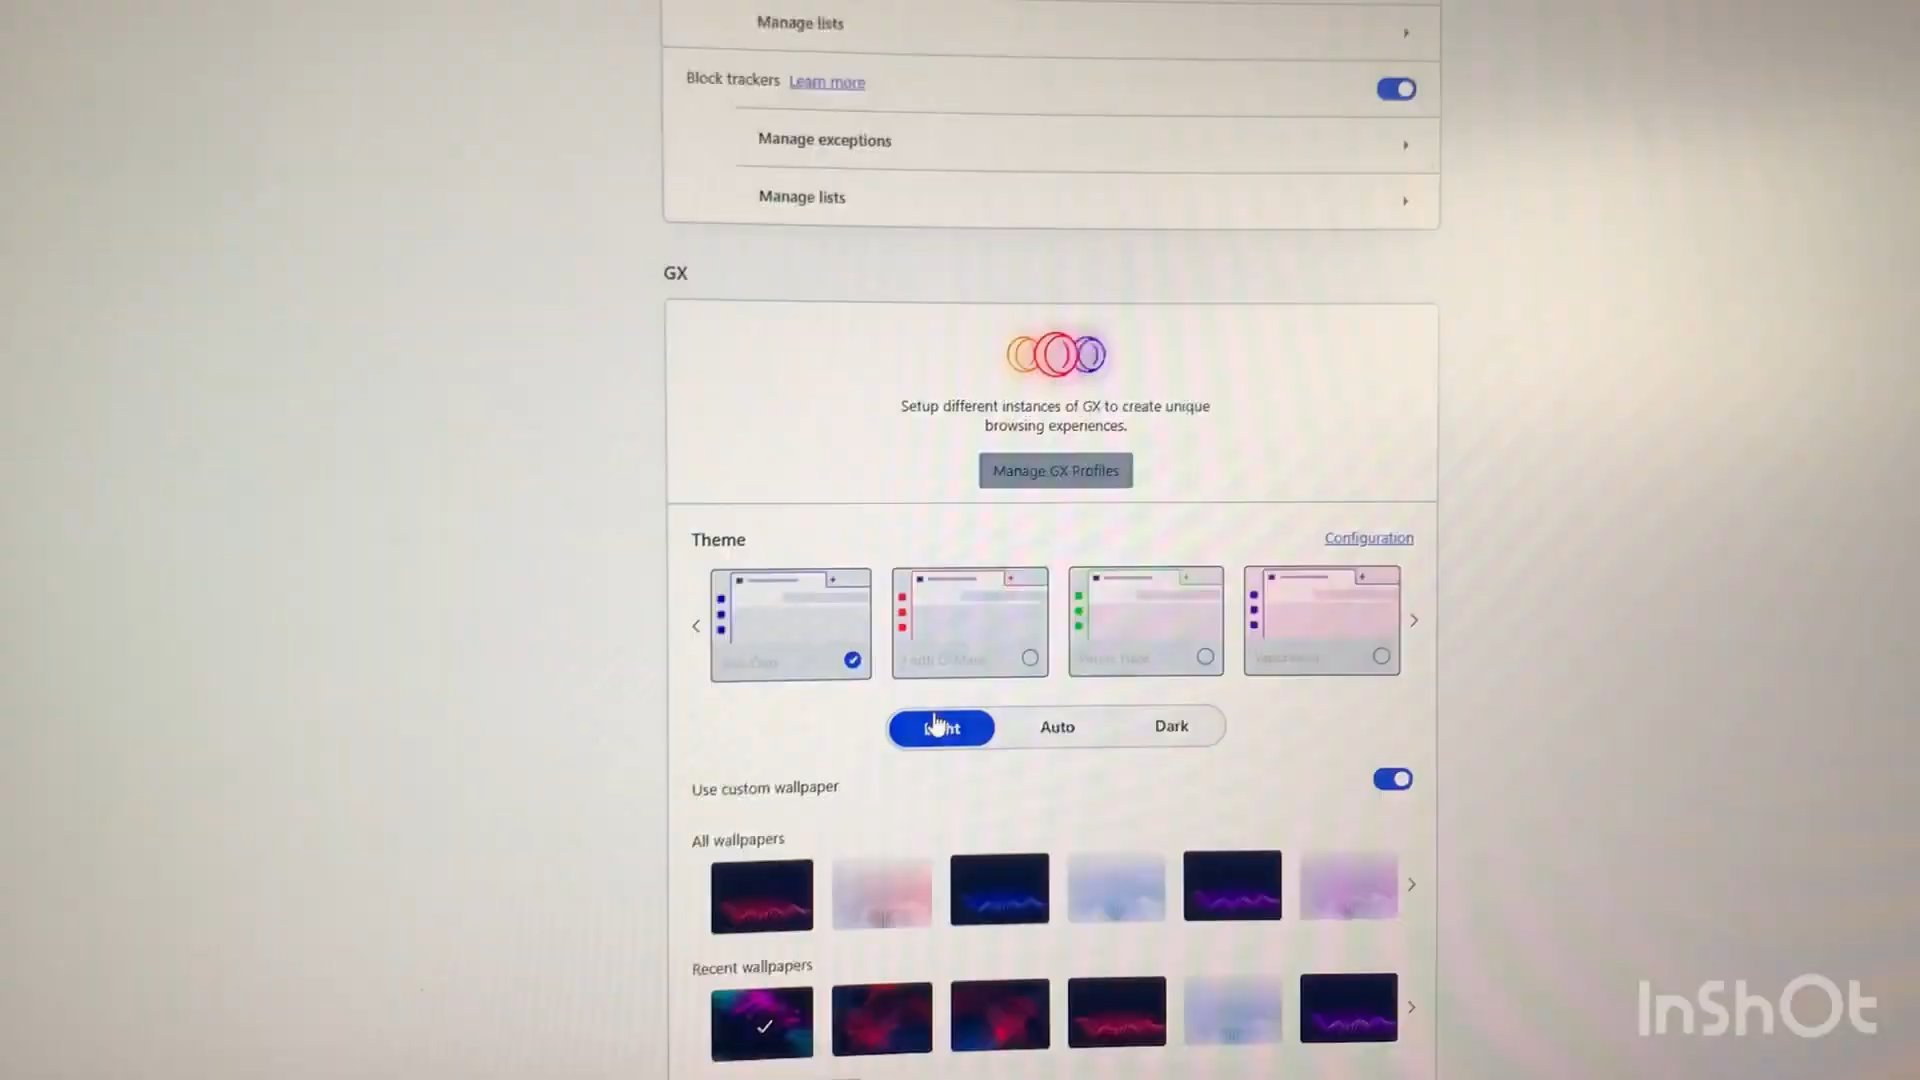 Manage lists
Block trackers Learn more
Manage exceptions
Manage lists
GX
Setup different instances of GX to create unique
browsing experiences.
Manage GX Profiles
Theme
Configuration
Auto
Dark
Use custom wallpaper
All wallpapers
Recent wallpapers
InShOt